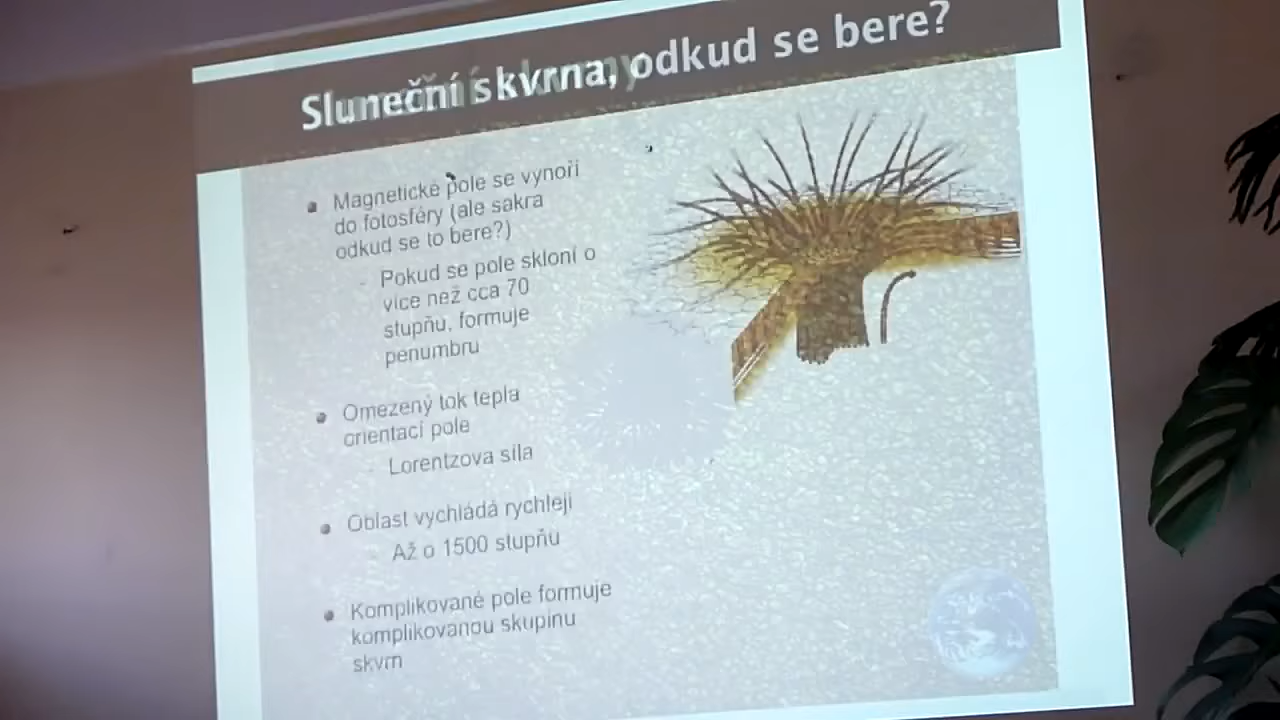 Sluneční skvrna, odkud se bere?
Magnetické pole se vynoří
do fotosféry (ale sakra
odkud se to bere?)
Pokud se pole skloní o
více než cca 70
stupňu, formuje
penumbru
Omezený tok tepla
orientací pole
Lorentzova síla
Oblast vychládá rychleji
Až o 1500 stupňu
Komplikované pole formuje
komplikovanou skupinu
skvrn